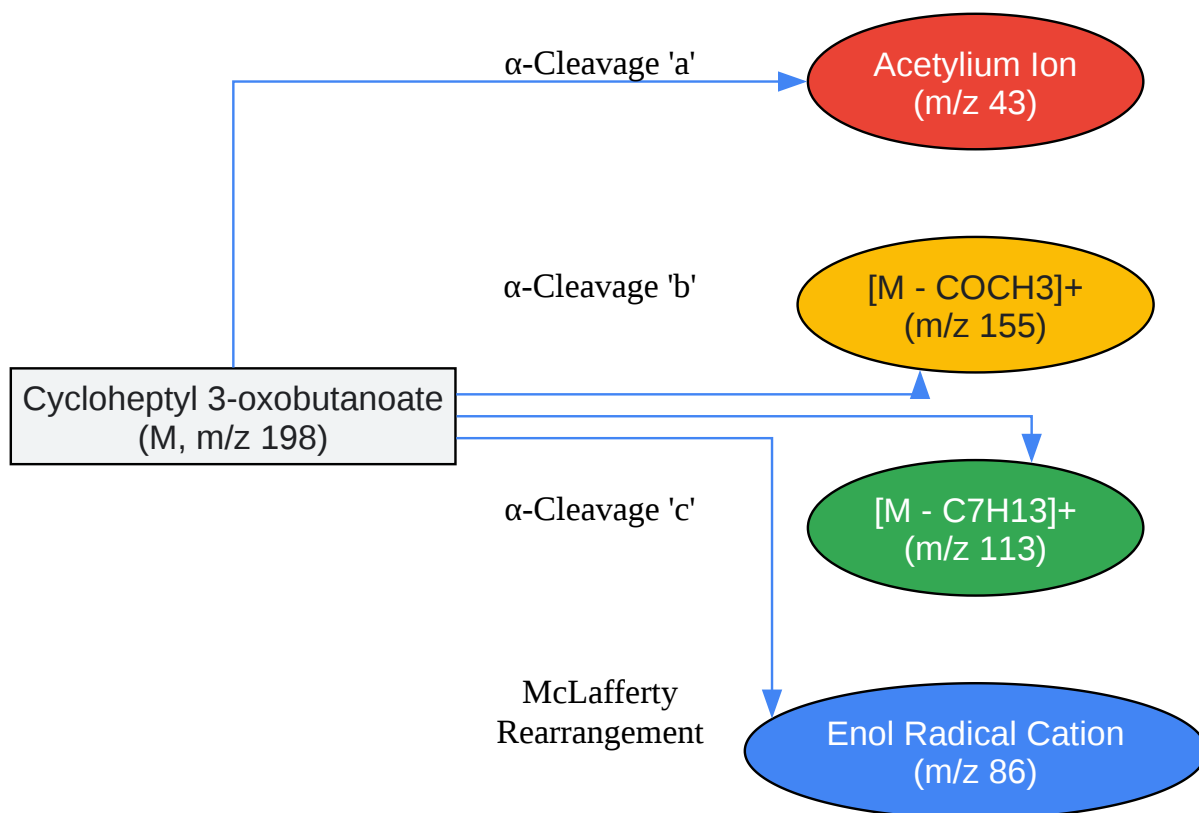 α-Cleavage 'a'
Acetylium Ion
(m/z 43)
α-Cleavage 'b'
[M - COCH3]+
(m/z 155)
Cycloheptyl 3-oxobutanoate
(M, m/z 198)
α-Cleavage 'c'
[M - C7H13]+
(m/z 113)
McLafferty
Rearrangement
Enol Radical Cation
(m/z 86)